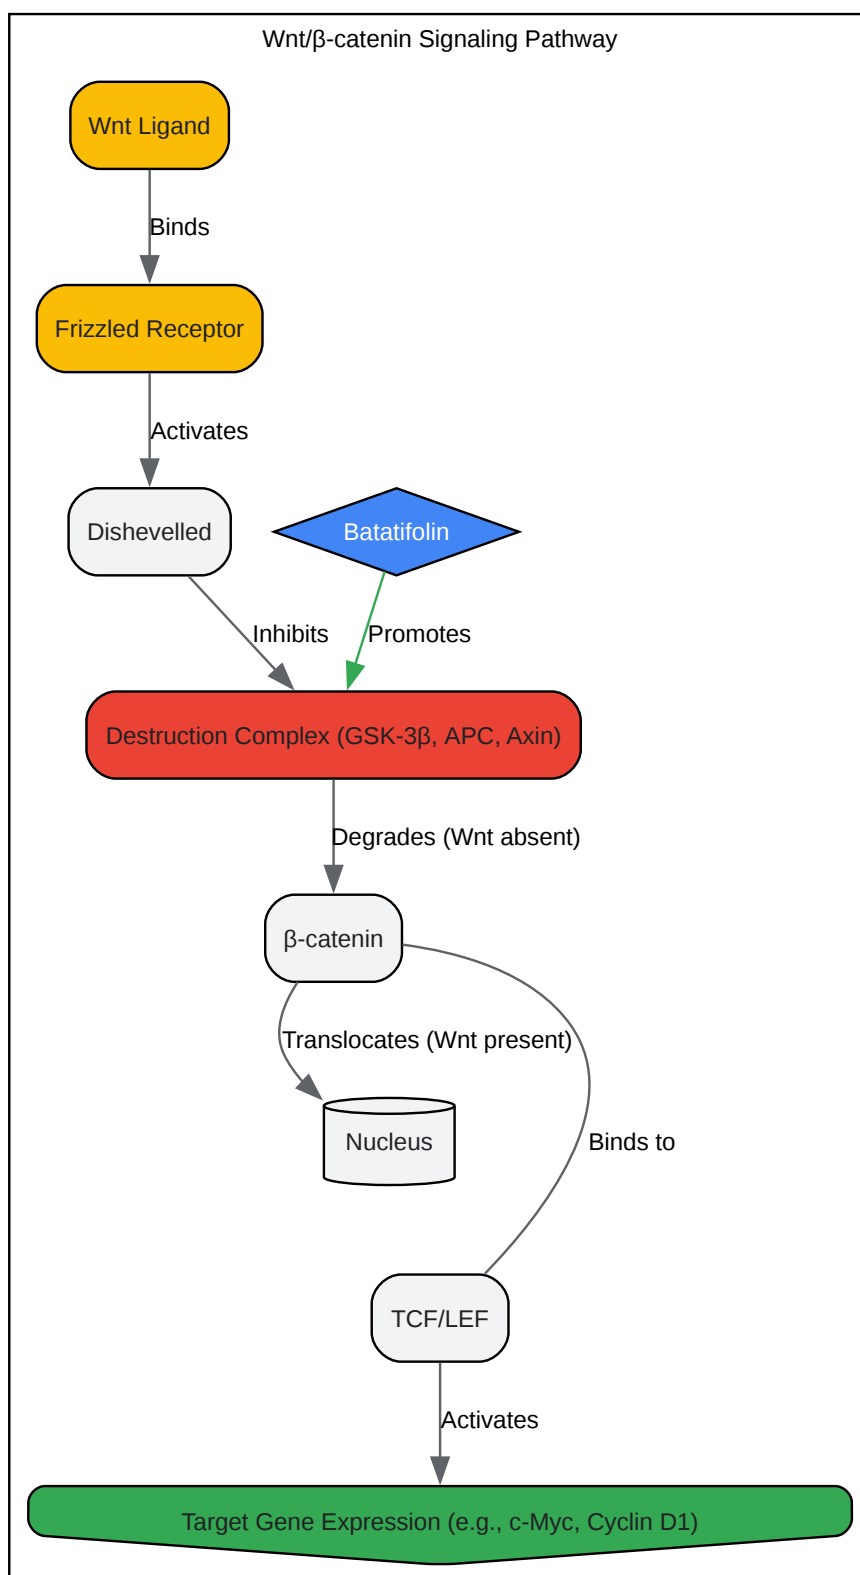 Wnt/β-catenin Signaling Pathway
Wnt Ligand
Binds
Frizzled Receptor
Activates
Dishevelled
Batatifolin
Inhibits
Promotes
Destruction Complex (GSK-3β, APC, Axin)
Degrades (Wnt absent)
β-catenin
Translocates (Wnt present)
Nucleus
Binds to
TCF/LEF
Activates
Target Gene Expression (e.g., c-Myc, Cyclin D1)